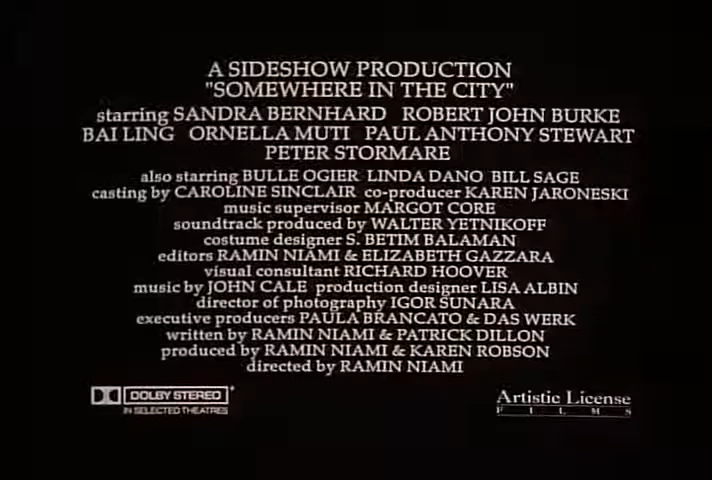 A SIDESHOW PRODUCTION
"SOMEWHERE IN THE CITY"
starring SANDRA BERNHARD ROBERT JOHN BURKE
BAI LING ORNELLA MUTI PAUL ANTHONY STEWART
PETER STORMARE
also starring BULLE OGIER LINDA DANO BILL SAGE
casting by CAROLINE SINCLAIR co-producer KAREN JARONESKI
music supervisor MARGOT CORE
soundtrack produced by WALTER YETNIKOFF
costume designer S. BETIM BALAMAN
editors RAMIN NIAMI & ELIZABETH GAZZARA
visual consultant RICHARD HOOVER
music by JOHN CALE production designer LISA ALBIN
director of photography IGOR SUNARA
executive producers PAULA BRANCATO & DAS WERK
written by RAMIN NIAMI & PATRICK DILLON
produced by RAMIN NIAMI & KAREN ROBSON
directed by RAMIN NIAMI
DOLBY STEREO
IN SELECTED THEATRES
Artistic License
FILMS